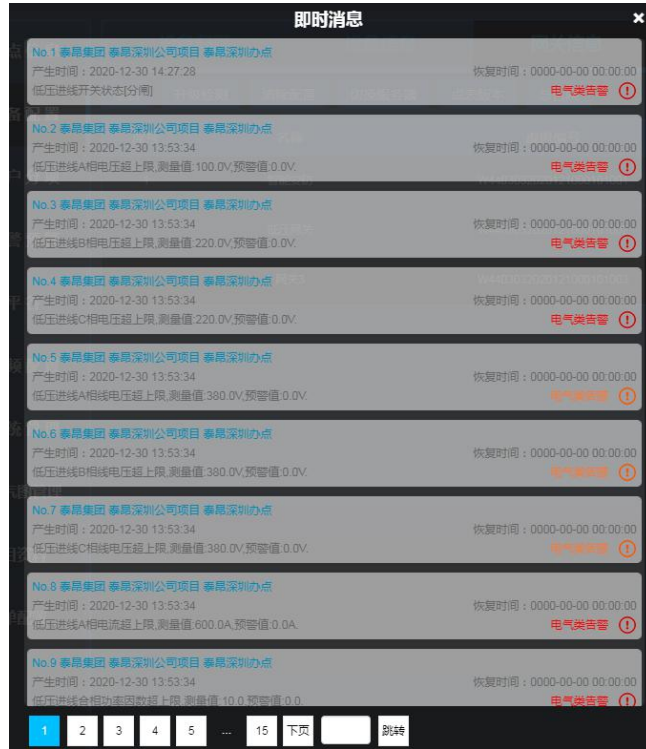 即时消息 ×
No.1 泰昂集团 泰昂深圳公司项目 泰昂深圳办点
产生时间：2020-12-30 14:27:28 恢复时间：0000-00-00 00:00:00
低压进线开关状态[分闸] 电气类告警
No.2 泰昂集团 泰昂深圳公司项目 泰昂深圳办点
产生时间：2020-12-30 13:53:34 恢复时间：0000-00-00 00:00:00
低压进线A相电压超上限,测量值:100.0V,预警值:0.0V. 电气类告警
No.3 泰昂集团 泰昂深圳公司项目 泰昂深圳办点
产生时间：2020-12-30 13:53:34 恢复时间：0000-00-00 00:00:00
低压进线B相电压超上限,测量值:220.0V,预警值:0.0V. 电气类告警
No.4 泰昂集团 泰昂深圳公司项目 泰昂深圳办点
产生时间：2020-12-30 13:53:34 恢复时间：0000-00-00 00:00:00
低压进线C相电压超上限,测量值:220.0V,预警值:0.0V. 电气类告警
No.5 泰昂集团 泰昂深圳公司项目 泰昂深圳办点
产生时间：2020-12-30 13:53:34 恢复时间：0000-00-00 00:00:00
低压进线A相线电压超上限,测量值:380.0V,预警值:0.0V. 电气类告警
No.6 泰昂集团 泰昂深圳公司项目 泰昂深圳办点
产生时间：2020-12-30 13:53:34 恢复时间：0000-00-00 00:00:00
低压进线B相线电压超上限,测量值:380.0V,预警值:0.0V. 电气类告警
No.7 泰昂集团 泰昂深圳公司项目 泰昂深圳办点
产生时间：2020-12-30 13:53:34 恢复时间：0000-00-00 00:00:00
低压进线C相线电压超上限,测量值:380.0V,预警值:0.0V. 电气类告警
No.8 泰昂集团 泰昂深圳公司项目 泰昂深圳办点
产生时间：2020-12-30 13:53:34 恢复时间：0000-00-00 00:00:00
低压进线A相电流超上限,测量值:600.0A,预警值:0.0A. 电气类告警
No.9 泰昂集团 泰昂深圳公司项目 泰昂深圳办点
产生时间：2020-12-30 13:53:34 恢复时间：0000-00-00 00:00:00
低压进线合相功率因数超上限,测量值:10.0,预警值:0.0. 电气类告警
1 2 3 4 5 ... 15 下页 跳转